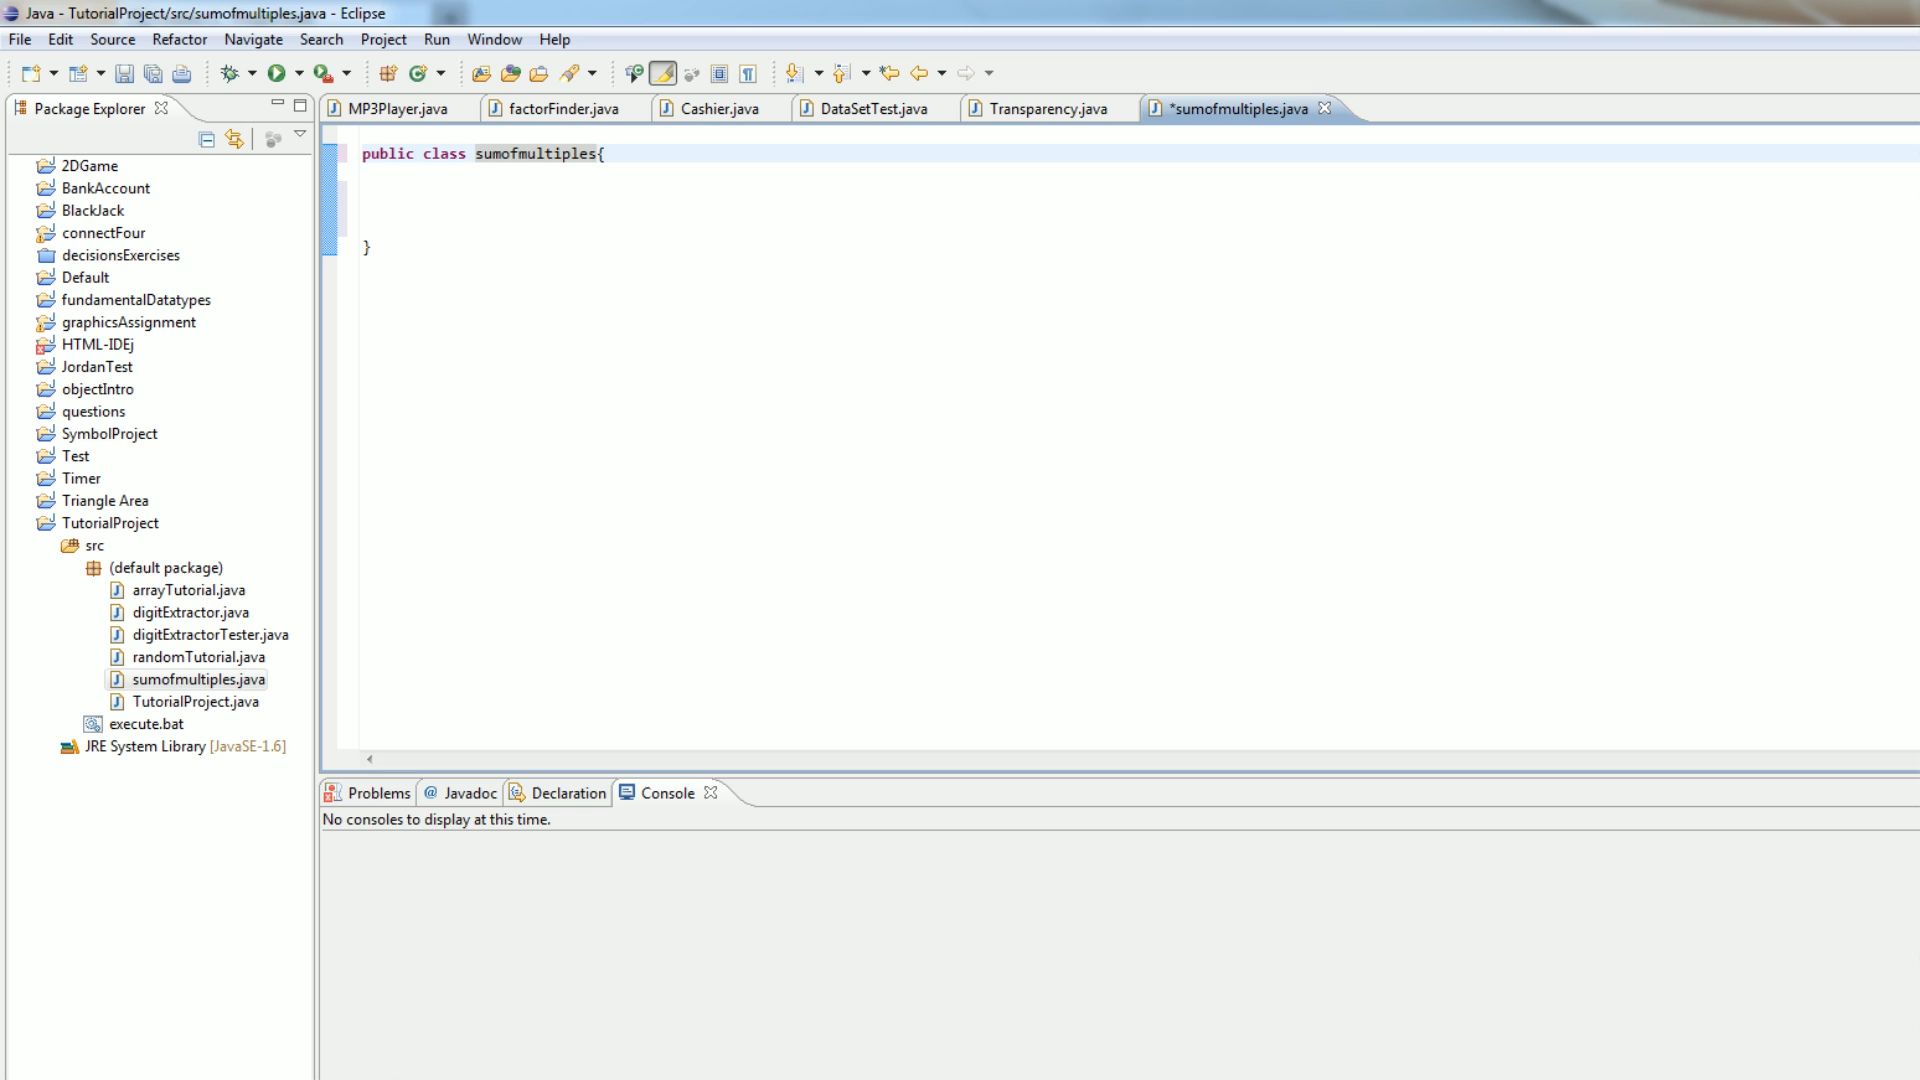 Java - TutorialProject/src/sumofmultiples.java - Eclipse
File Edit Source Refactor Navigate Search Project Run Window Help
Package Explorer
MP3Player.java factorFinder.java Cashier.java DataSetTest.java Transparency.java *sumofmultiples.java
2DGame
BankAccount
BlackJack
connectFour
decisionsExercises
Default
fundamentalDatatypes
graphicsAssignment
HTML-IDEj
JordanTest
objectIntro
questions
SymbolProject
Test
Timer
Triangle Area
TutorialProject
src
(default package)
arrayTutorial.java
digitExtractor.java
digitExtractorTester.java
randomTutorial.java
sumofmultiples.java
TutorialProject.java
execute.bat
JRE System Library [JavaSE-1.6]
public class sumofmultiples{
}
Problems @ Javadoc Declaration Console
No consoles to display at this time.